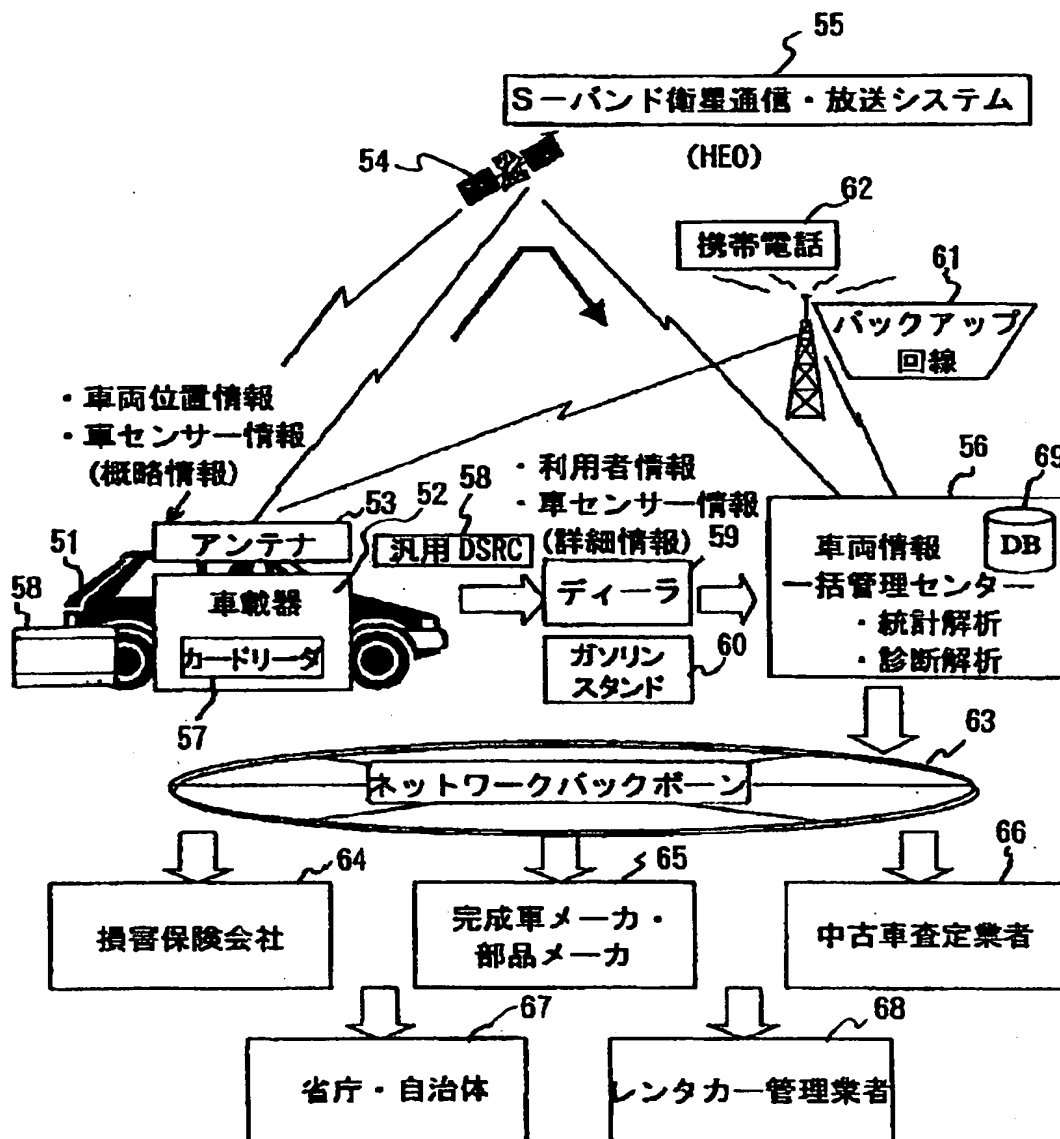 55
S－バンド衛星通信・放送システム
(HEO)
54
62
携帯電話
61
バックアップ
回線
・車両位置情報
・車センサー情報
(概略情報)
・利用者情報
・車センサー情報
(詳細情報)
51
53
52
58
59
56
69
アンテナ
汎用 DSRC
ディーラ
車両情報
一括管理センター
・統計解析
・診断解析
DB
58
車載器
カードリーダ
57
ガソリン
スタンド
60
63
ネットワークバックボーン
64
65
66
損害保険会社
完成車メーカ・
部品メーカ
中古車査定業者
67
68
省庁・自治体
レンタカー管理業者